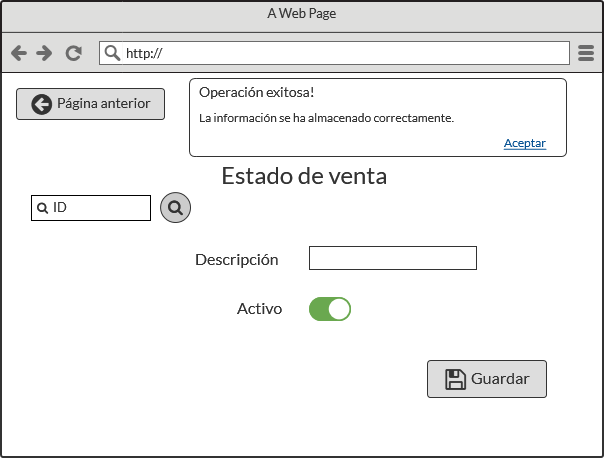 A Web Page
http://
Página anterior
Operación exitosa!
La información se ha almacenado correctamente.
Aceptar
Estado de venta
ID
Descripción
Activo
Guardar